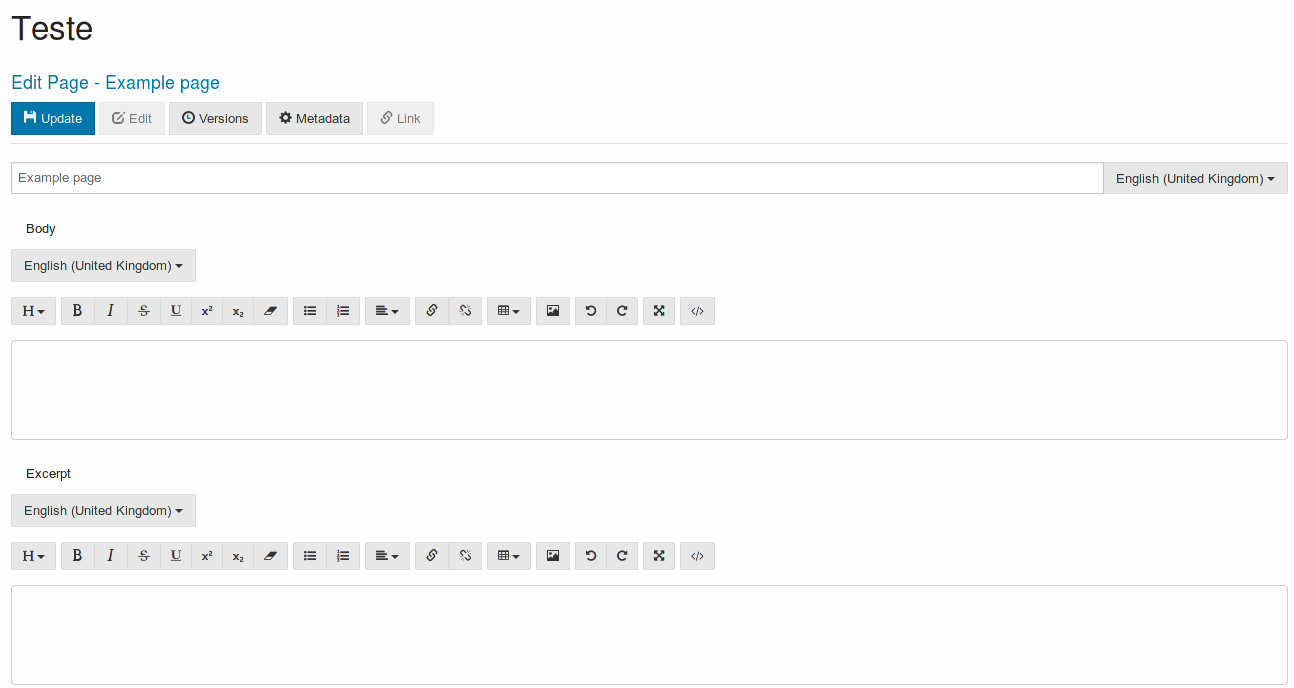 Teste
Edit Page - Example page
Update Edit Versions Metadata Link
Example page English (United Kingdom)
Body
English (United Kingdom)
H B I S U x² x₂ </>
Excerpt
English (United Kingdom)
H B I S U x² x₂ </>